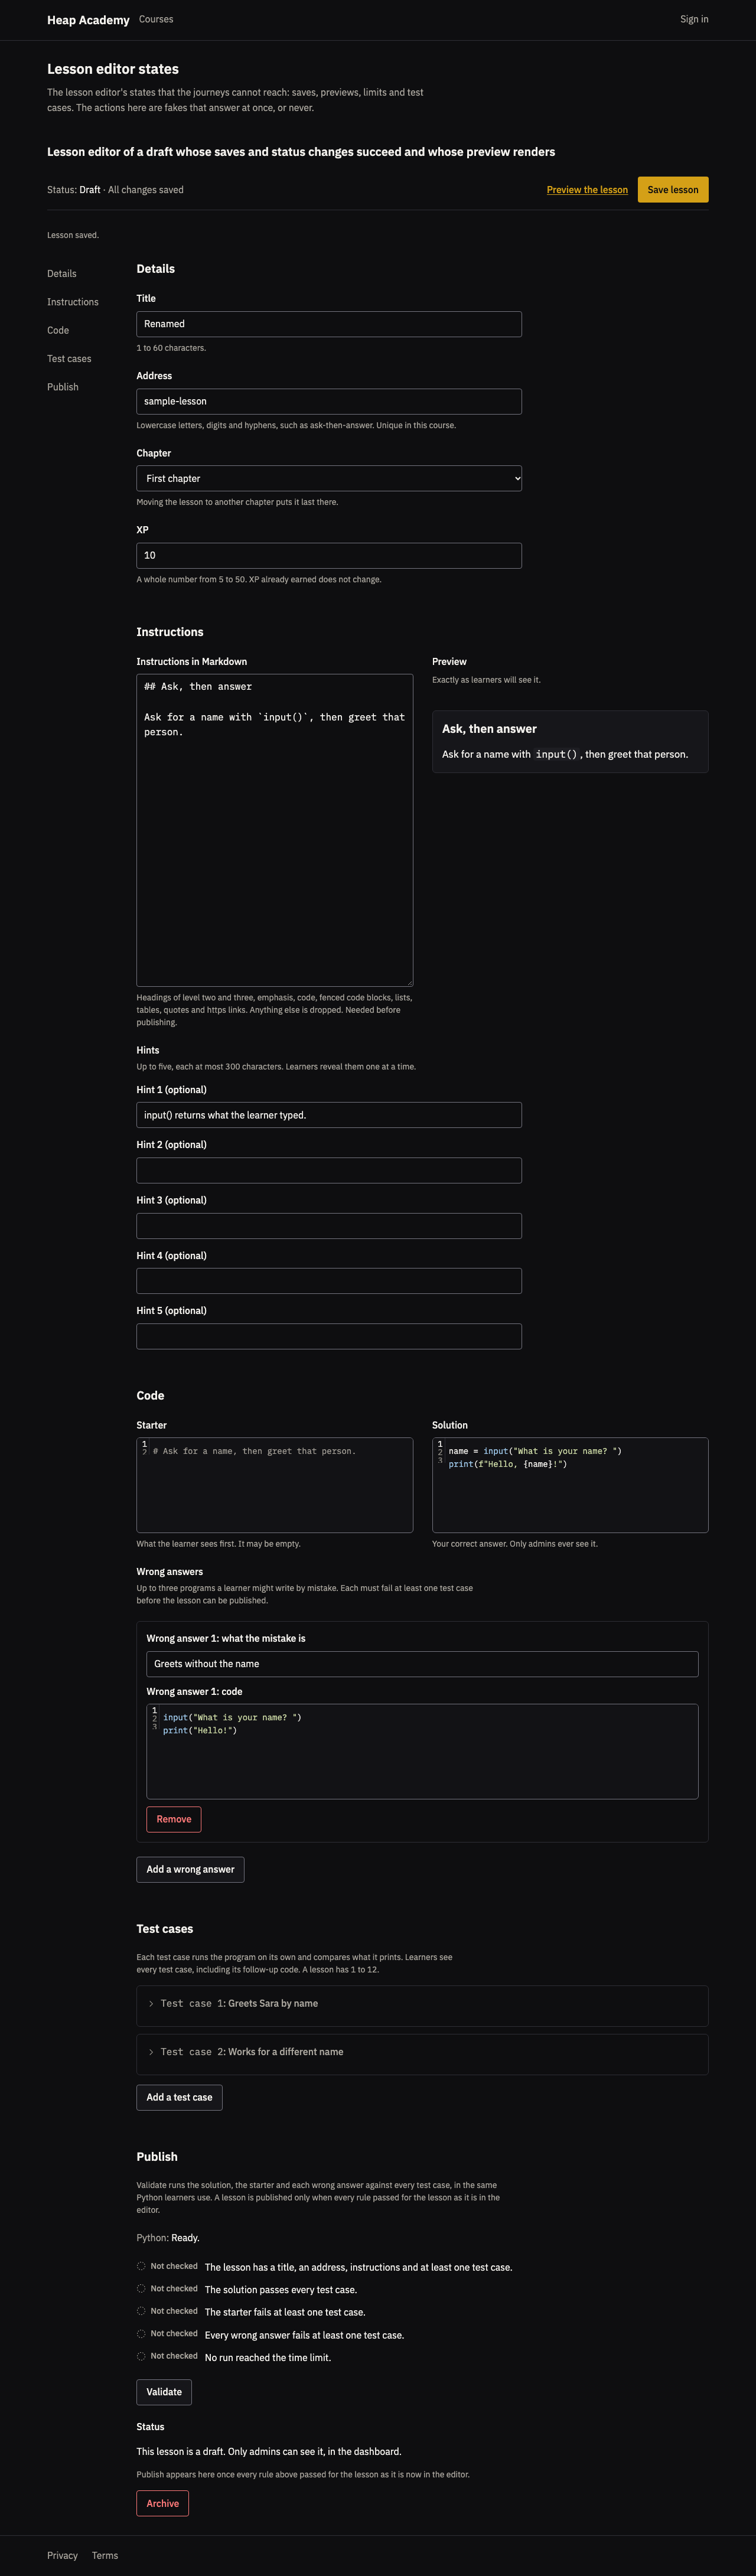 Heap Academy Courses Sign in
Lesson editor states
The lesson editor's states that the journeys cannot reach: saves, previews, limits and test
cases. The actions here are fakes that answer at once, or never.
Lesson editor of a draft whose saves and status changes succeed and whose preview renders
Status: Draft · All changes saved Preview the lesson Save lesson
Lesson saved.
Details
Instructions
Code
Test cases
Publish
Details
Title
Renamed
1 to 60 characters.
Address
sample-lesson
Lowercase letters, digits and hyphens, such as ask-then-answer. Unique in this course.
Chapter
First chapter
Moving the lesson to another chapter puts it last there.
XP
10
A whole number from 5 to 50. XP already earned does not change.
Instructions
Instructions in Markdown
## Ask, then answer
Ask for a name with `input()`, then greet that
person.
Headings of level two and three, emphasis, code, fenced code blocks, lists,
tables, quotes and https links. Anything else is dropped. Needed before
publishing.
Preview
Exactly as learners will see it.
Ask, then answer
Ask for a name with input(), then greet that person.
Hints
Up to five, each at most 300 characters. Learners reveal them one at a time.
Hint 1 (optional)
input() returns what the learner typed.
Hint 2 (optional)
Hint 3 (optional)
Hint 4 (optional)
Hint 5 (optional)
Code
Starter
1
2
# Ask for a name, then greet that person.
What the learner sees first. It may be empty.
Solution
1
2
3
name = input("What is your name? ")
print(f"Hello, {name}!")
Your correct answer. Only admins ever see it.
Wrong answers
Up to three programs a learner might write by mistake. Each must fail at least one test case
before the lesson can be published.
Wrong answer 1: what the mistake is
Greets without the name
Wrong answer 1: code
1
2
3
input("What is your name? ")
print("Hello!")
Remove
Add a wrong answer
Test cases
Each test case runs the program on its own and compares what it prints. Learners see
every test case, including its follow-up code. A lesson has 1 to 12.
Test case 1: Greets Sara by name
Test case 2: Works for a different name
Add a test case
Publish
Validate runs the solution, the starter and each wrong answer against every test case, in the same
Python learners use. A lesson is published only when every rule passed for the lesson as it is in the
editor.
Python: Ready.
Not checked The lesson has a title, an address, instructions and at least one test case.
Not checked The solution passes every test case.
Not checked The starter fails at least one test case.
Not checked Every wrong answer fails at least one test case.
Not checked No run reached the time limit.
Validate
Status
This lesson is a draft. Only admins can see it, in the dashboard.
Publish appears here once every rule above passed for the lesson as it is now in the editor.
Archive
Privacy Terms